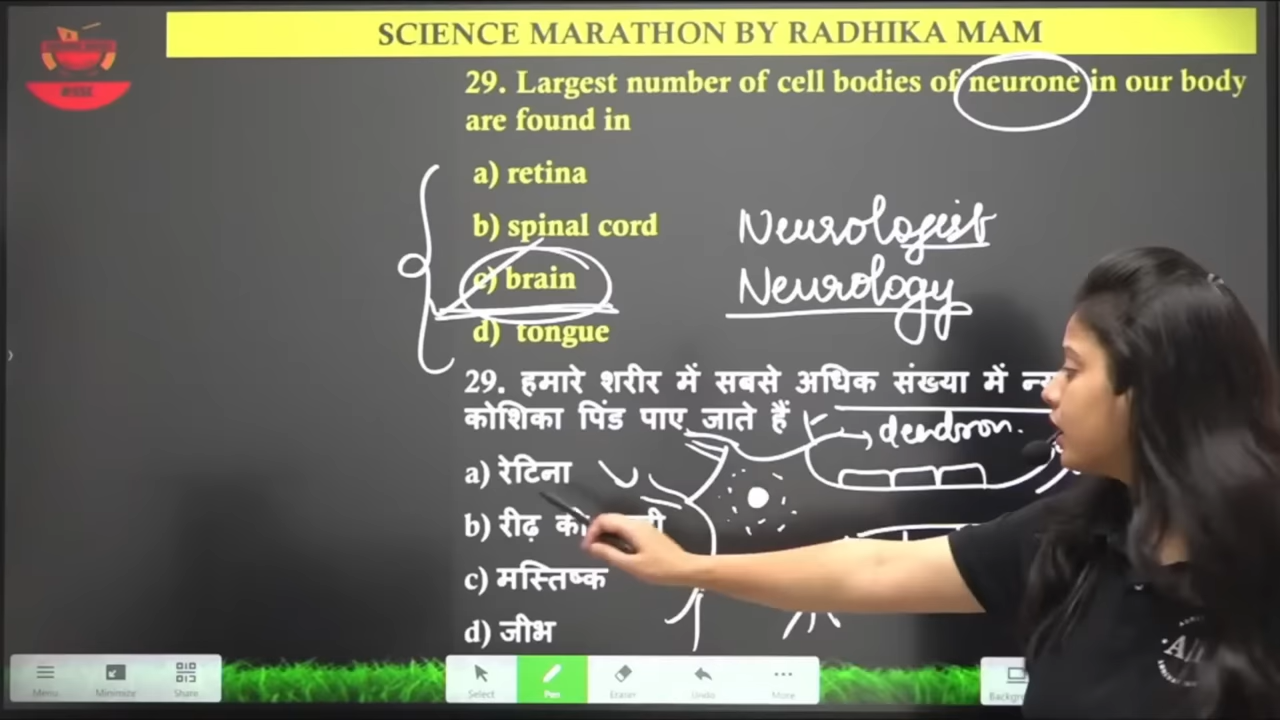 SCIENCE MARATHON BY RADHIKA MAM
29. Largest number of cell bodies of neurone in our body
are found in
a) retina
b) spinal cord
c) brain
d) tongue
Neurologist
Neurology
29. हमारे शरीर में सबसे अधिक संख्या में
कोशिका पिंड पाए जाते हैं
dendron.
a) रेटिना
b) रीढ़
c) मस्तिष्क
d) जीभ
Menu
Minimize
Share
Select
Pen
Eraser
Undo
More